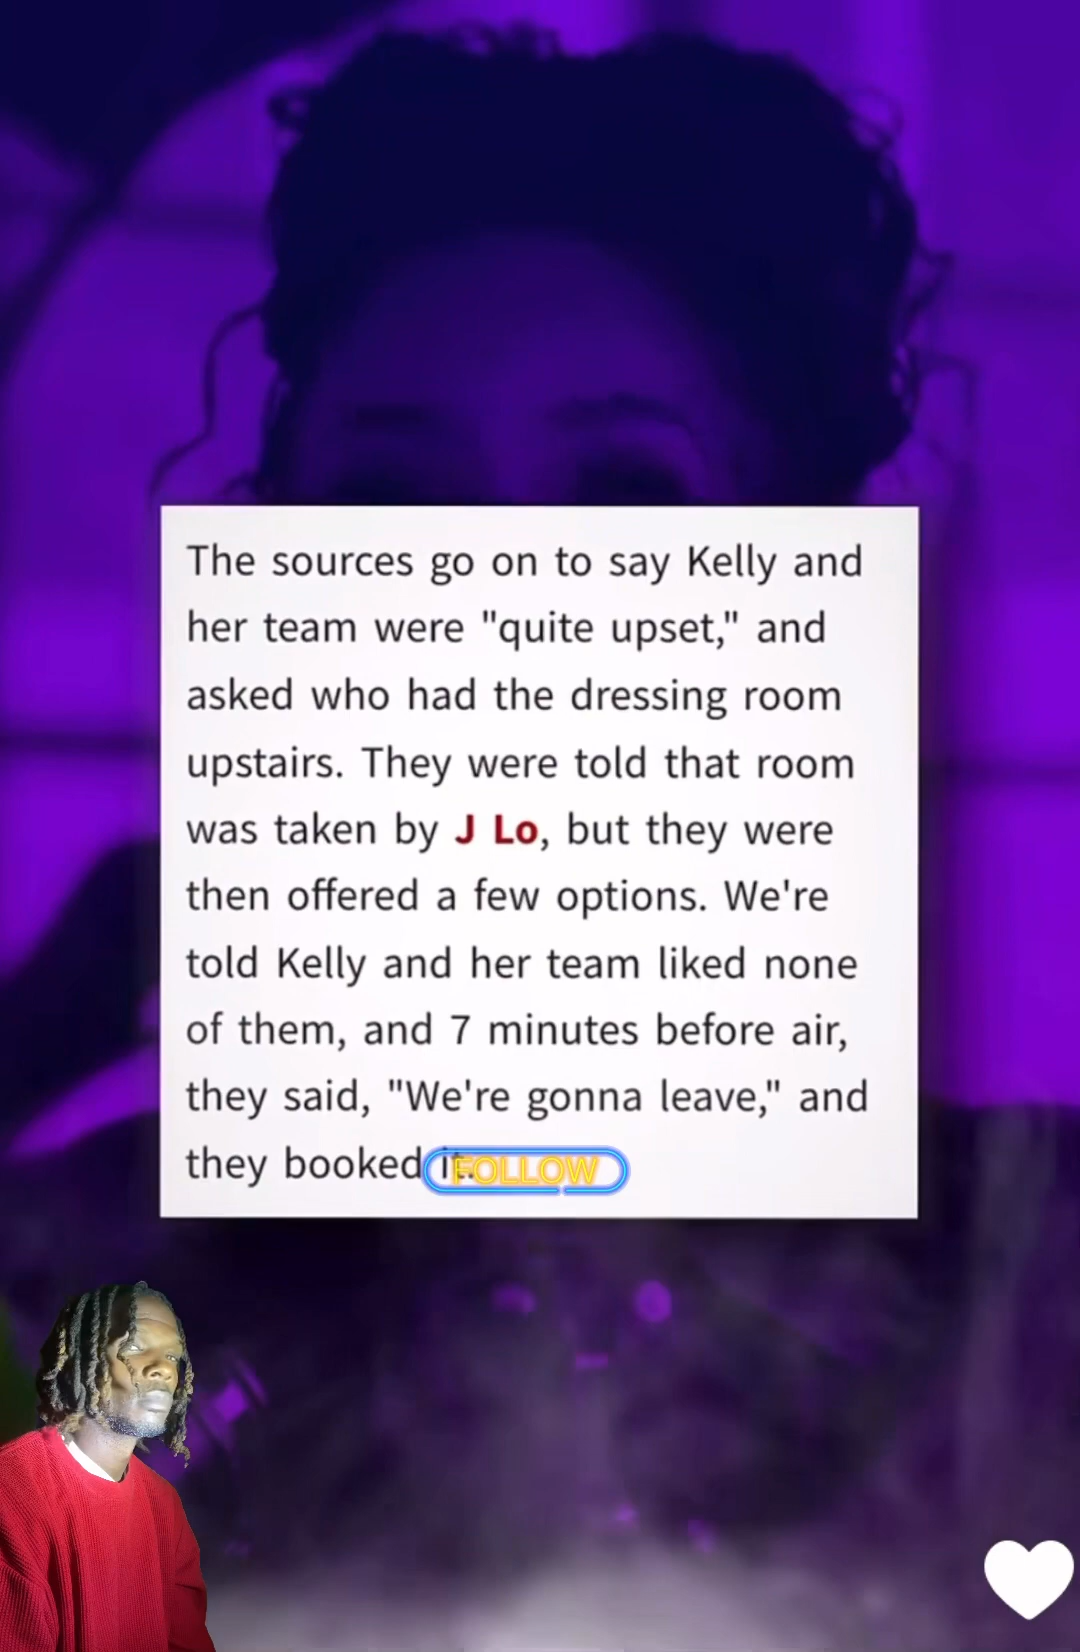 The sources go on to say Kelly and
her team were "quite upset," and
asked who had the dressing room
upstairs. They were told that room
was taken by J Lo, but they were
then offered a few options. We're
told Kelly and her team liked none
of them, and 7 minutes before air,
they said, "We're gonna leave," and
they booked it.
FOLLOW